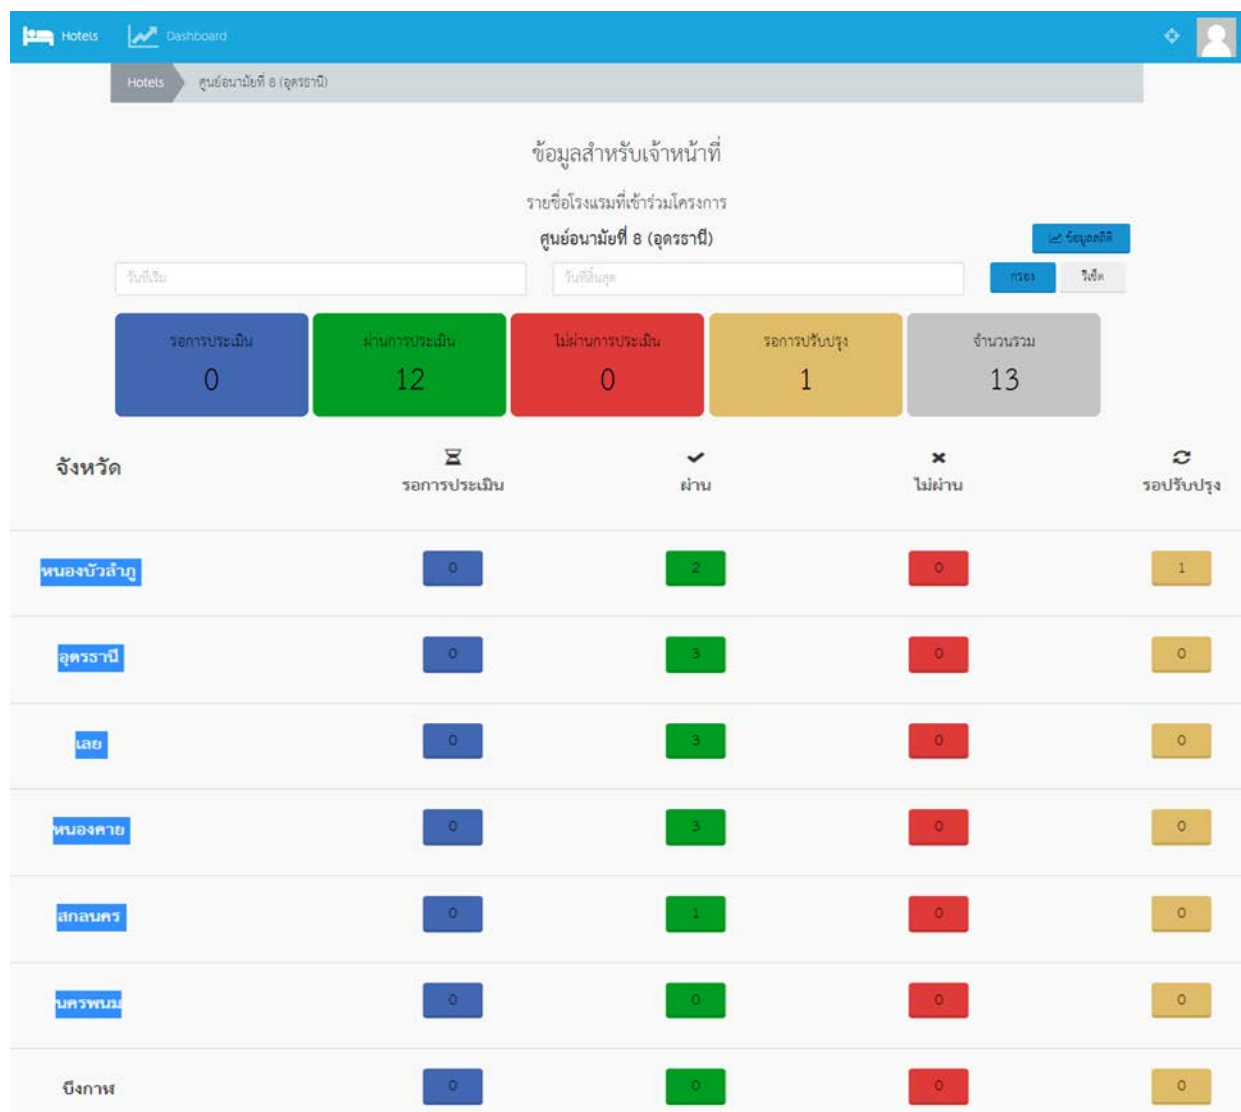 Hotels Dashboard
Hotels ศูนย์อนามัยที่ 8 (อุดรธานี)
ข้อมูลสำหรับเจ้าหน้าที่
รายชื่อโรงแรมที่เข้าร่วมโครงการ
ศูนย์อนามัยที่ 8 (อุดรธานี)
ข้อมูลสถิติ
วันที่เริ่ม วันที่สิ้นสุด กรอง รีเซ็ต
รอการประเมิน ผ่านการประเมิน ไม่ผ่านการประเมิน รอการปรับปรุง จำนวนรวม
0 12 0 1 13
จังหวัด รอการประเมิน ผ่าน ไม่ผ่าน รอปรับปรุง
หนองบัวลำภู 0 2 0 1
อุดรธานี 0 3 0 0
เลย 0 3 0 0
หนองคาย 0 3 0 0
สกลนคร 0 1 0 0
นครพนม 0 0 0 0
บึงกาฬ 0 0 0 0